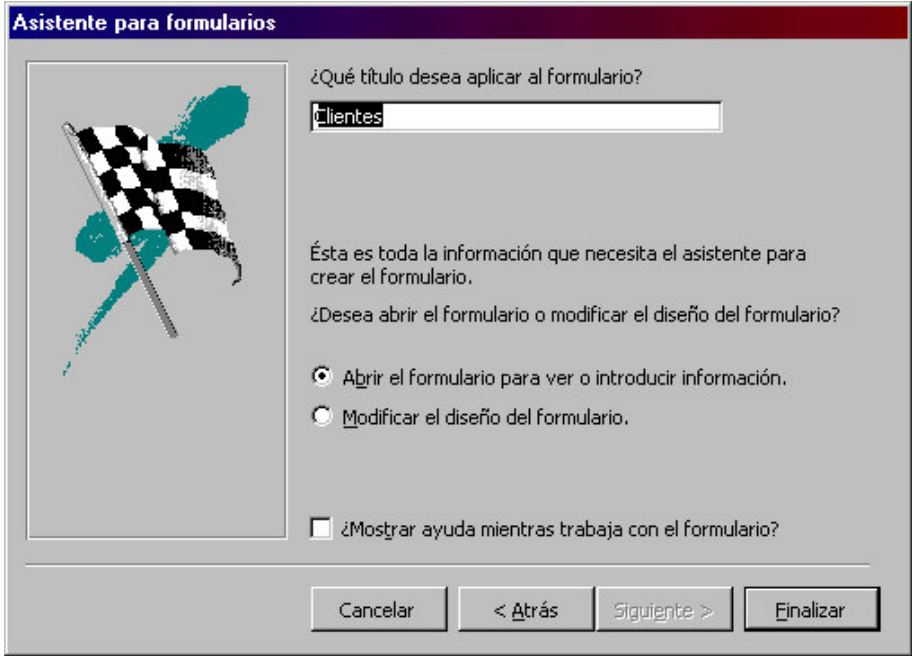 Asistente para formularios
¿Qué título desea aplicar al formulario?
Clientes
Ésta es toda la información que necesita el asistente para
crear el formulario.
¿Desea abrir el formulario o modificar el diseño del formulario?
Abrir el formulario para ver o introducir información.
Modificar el diseño del formulario.
¿Mostrar ayuda mientras trabaja con el formulario?
Cancelar
< Atrás
Siguiente >
Finalizar